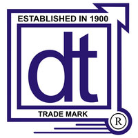 ESTABLISHED IN 1900
dt
TRADE MARK
®